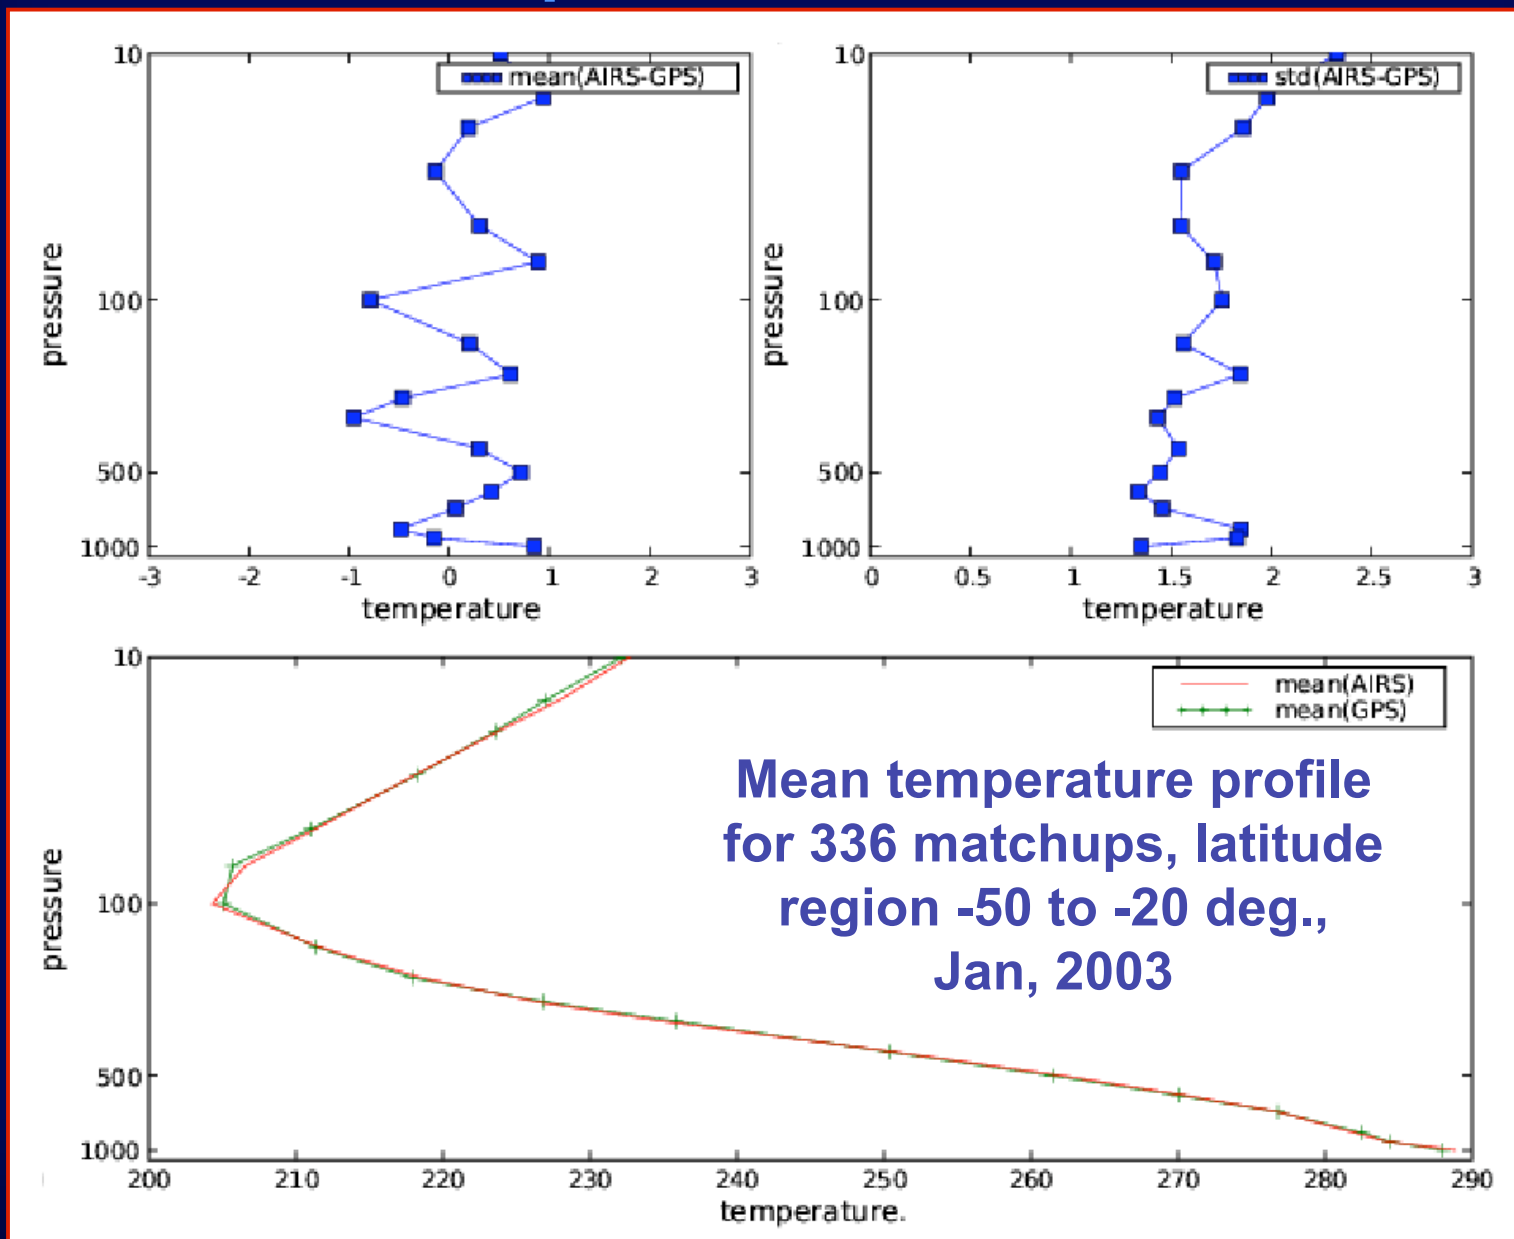 10
mean(AIRS-GPS)
100
500
1000
pressure
-3 -2 -1 0 1 2 3
temperature
10
std(AIRS-GPS)
100
500
1000
pressure
0 0.5 1 1.5 2 2.5 3
temperature
10
mean(AIRS)
mean(GPS)
Mean temperature profile
for 336 matchups, latitude
region -50 to -20 deg.,
Jan, 2003
100
500
1000
pressure
200 210 220 230 240 250 260 270 280 290
temperature.